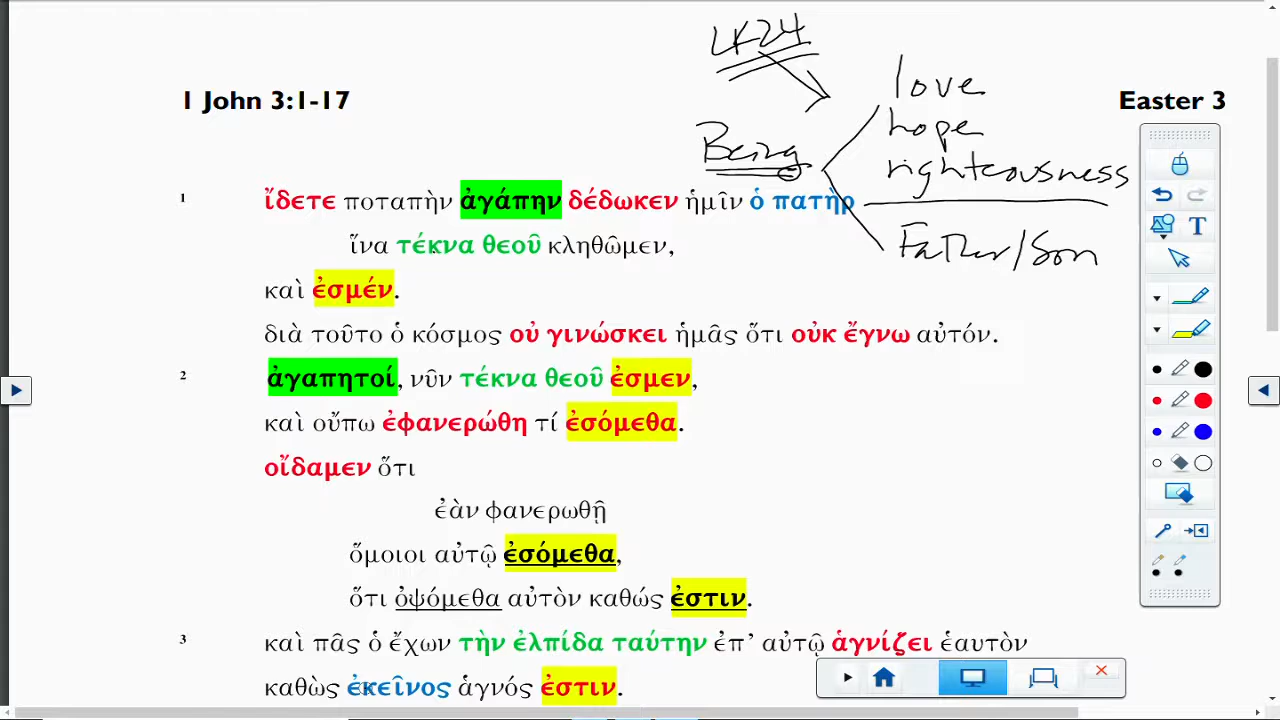 LK 24
love
1 John 3:1-17
Easter 3
hope
Being
righteousness
1 ἴδετε ποταπὴν ἀγάπην δέδωκεν ἡμῖν ὁ πατὴρ
ἵνα τέκνα θεοῦ κληθῶμεν,
Father/Son
καὶ ἐσμέν.
διὰ τοῦτο ὁ κόσμος οὐ γινώσκει ἡμᾶς ὅτι οὐκ ἔγνω αὐτόν.
2 ἀγαπητοί, νῦν τέκνα θεοῦ ἐσμεν,
καὶ οὔπω ἐφανερώθη τί ἐσόμεθα.
οἴδαμεν ὅτι
ἐὰν φανερωθῇ
ὅμοιοι αὐτῷ ἐσόμεθα,
ὅτι ὀψόμεθα αὐτὸν καθώς ἐστιν.
3 καὶ πᾶς ὁ ἔχων τὴν ἐλπίδα ταύτην ἐπ’ αὐτῷ ἁγνίζει ἑαυτὸν
καθὼς ἐκεῖνος ἁγνός ἐστιν.
T